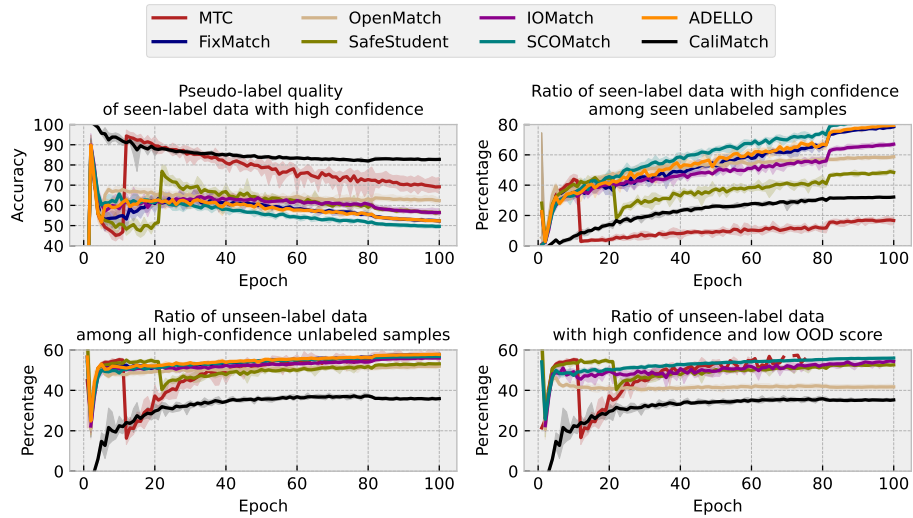 MTC OpenMatch IOMatch ADELLO
FixMatch SafeStudent SCOMatch CaliMatch
Pseudo-label quality
of seen-label data with high confidence
Accuracy
100
90
80
70
60
50
40
0 20 40 60 80 100
Epoch
Ratio of seen-label data with high confidence
among seen unlabeled samples
Percentage
80
60
40
20
0
0 20 40 60 80 100
Epoch
Ratio of unseen-label data
among all high-confidence unlabeled samples
Percentage
60
40
20
0
0 20 40 60 80 100
Epoch
Ratio of unseen-label data
with high confidence and low OOD score
Percentage
60
40
20
0
0 20 40 60 80 100
Epoch